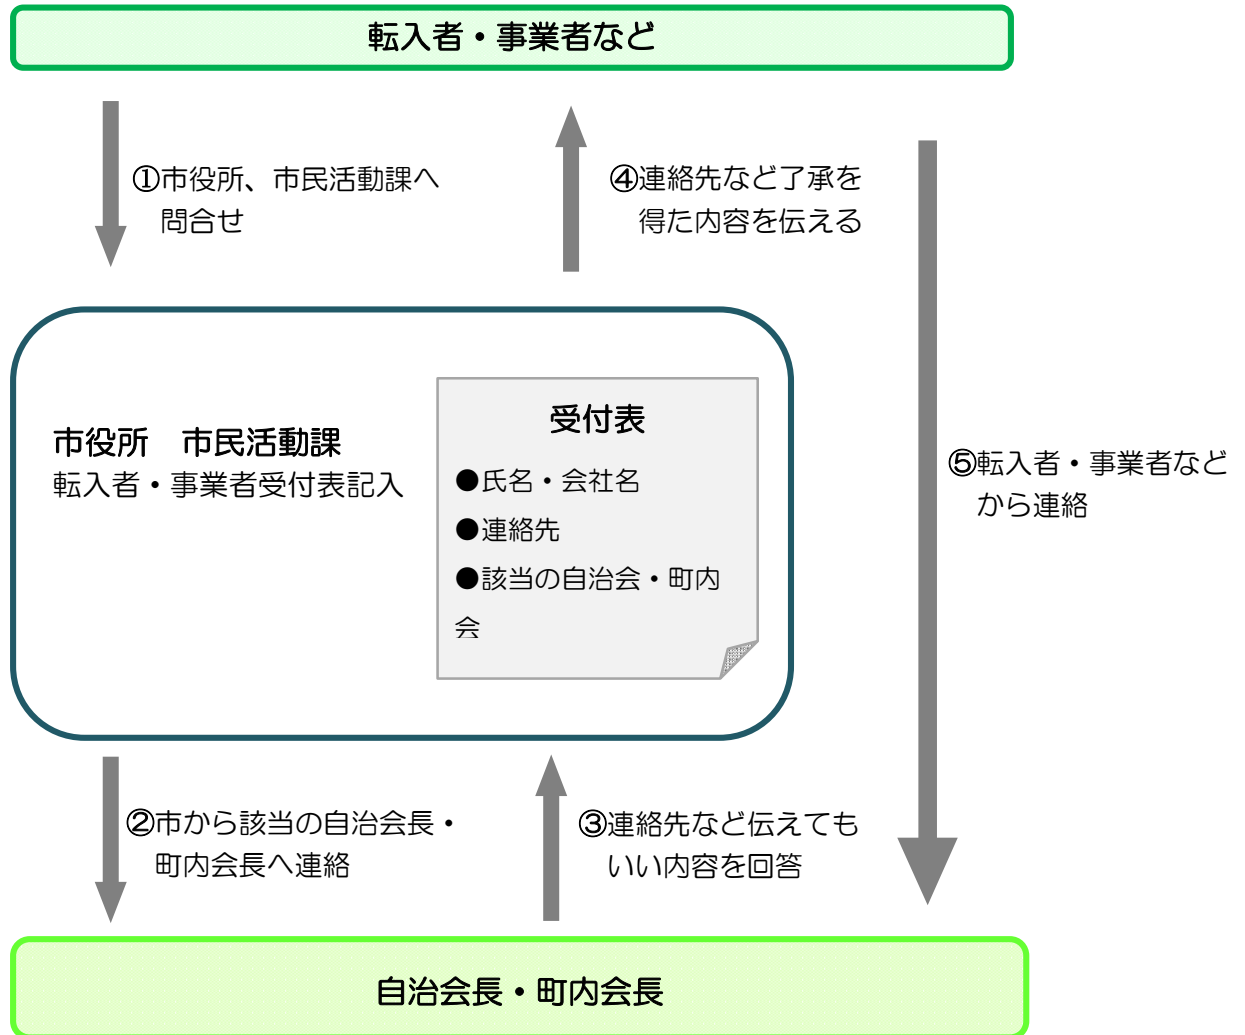 転入者・事業者など
①市役所、市民活動課へ
問合せ
④連絡先など了承を
得た内容を伝える
市役所　市民活動課
転入者・事業者受付表記入
受付表
●氏名・会社名
●連絡先
●該当の自治会・町内
会
⑤転入者・事業者など
から連絡
②市から該当の自治会長・
町内会長へ連絡
③連絡先など伝えても
いい内容を回答
自治会長・町内会長